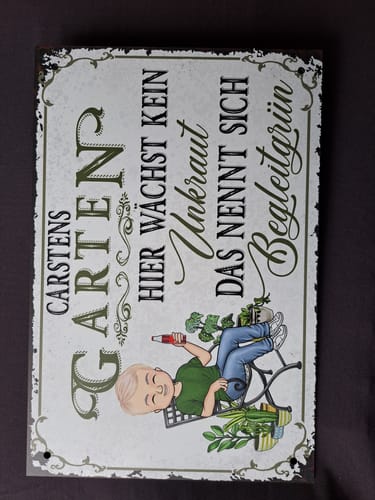 CARSTENS
GARTEN
HIER WÄCHST KEIN
Unkraut
DAS NENNT SICH
Begleitgrün